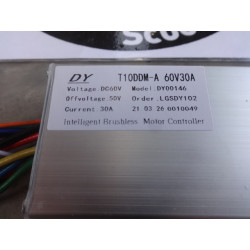 Scooter
DY T10DDM-A 60V30A
Voltage.DC60V Model.DY00146
Offvoltage.50V Order.LGSDY102
Current.30A 21 03 26 0010049
Intelligent Brushless Motor Controller